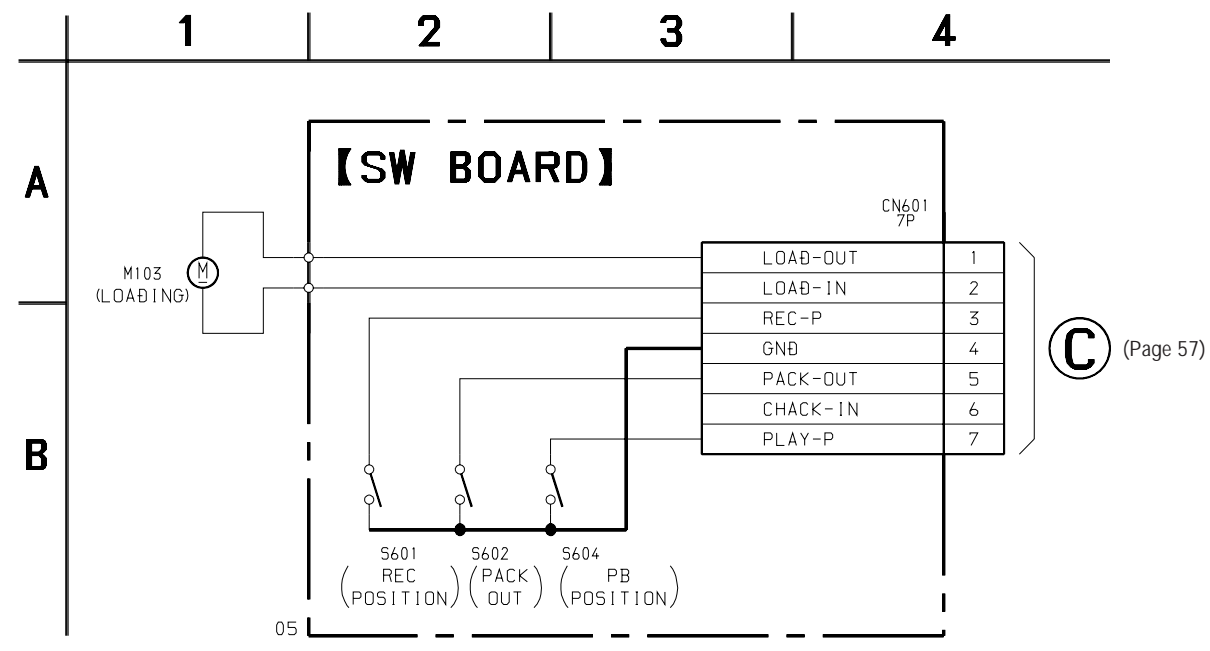 1 2 3 4
A
【SW BOARD】
CN601
7P
M103
(LOADING)
M
LOAD-OUT 1
LOAD-IN 2
REC-P 3
GND 4
PACK-OUT 5
CHACK-IN 6
PLAY-P 7
C (Page 57)
B
S601
(REC POSITION)
S602
(PACK OUT)
S604
(PB POSITION)
05